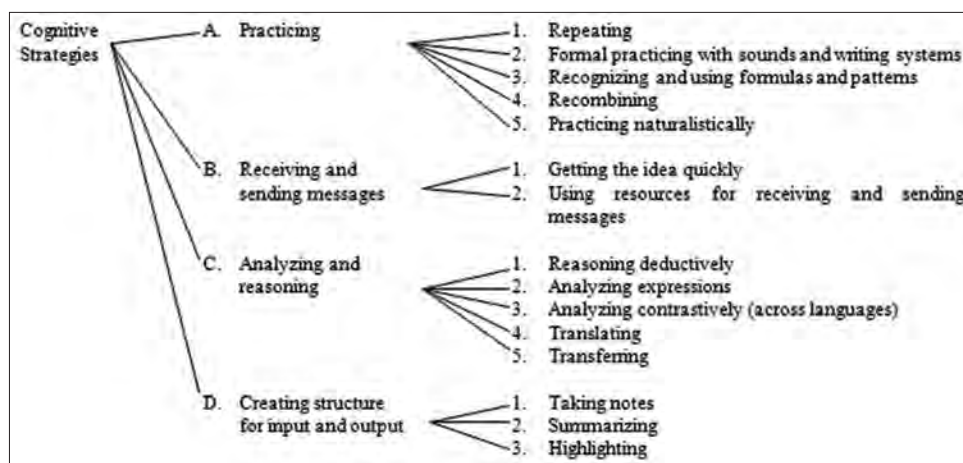 Cognitive Strategies
A. Practicing
1. Repeating
2. Formal practicing with sounds and writing systems
3. Recognizing and using formulas and patterns
4. Recombining
5. Practicing naturalistically
B. Receiving and
sending messages
1. Getting the idea quickly
2. Using resources for receiving and sending
messages
C. Analyzing and
reasoning
1. Reasoning deductively
2. Analyzing expressions
3. Analyzing contrastively (across languages)
4. Translating
5. Transferring
D. Creating structure
for input and output
1. Taking notes
2. Summarizing
3. Highlighting